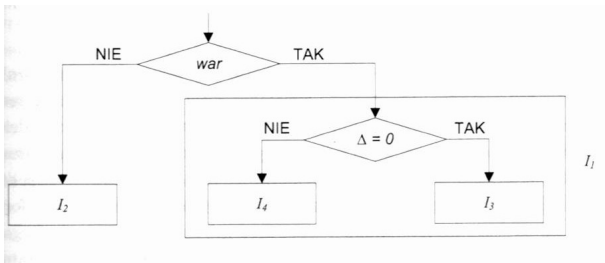 NIE war TAK
NIE Δ = 0 TAK
I₁
I₂ I₄ I₃